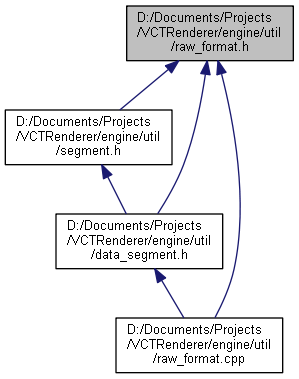 D:/Documents/Projects
/VCTRenderer/engine/util
/raw_format.h
D:/Documents/Projects
/VCTRenderer/engine/util
/segment.h
D:/Documents/Projects
/VCTRenderer/engine/util
/data_segment.h
D:/Documents/Projects
/VCTRenderer/engine/util
/raw_format.cpp